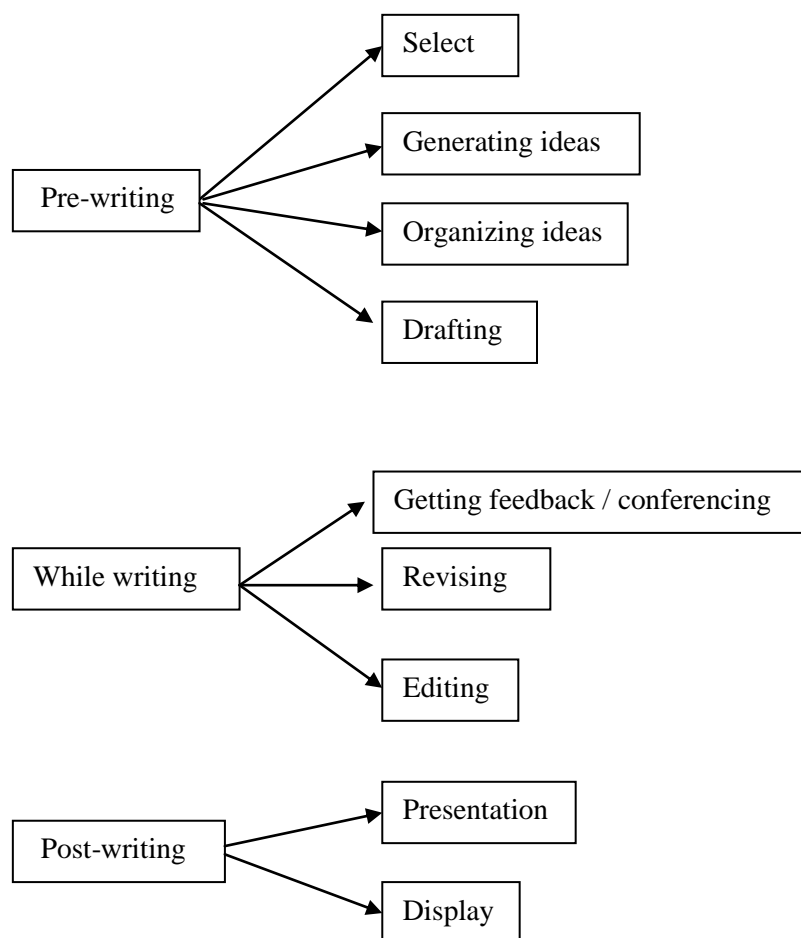 Select
Generating ideas
Pre-writing
Organizing ideas
Drafting
Getting feedback / conferencing
While writing
Revising
Editing
Presentation
Post-writing
Display